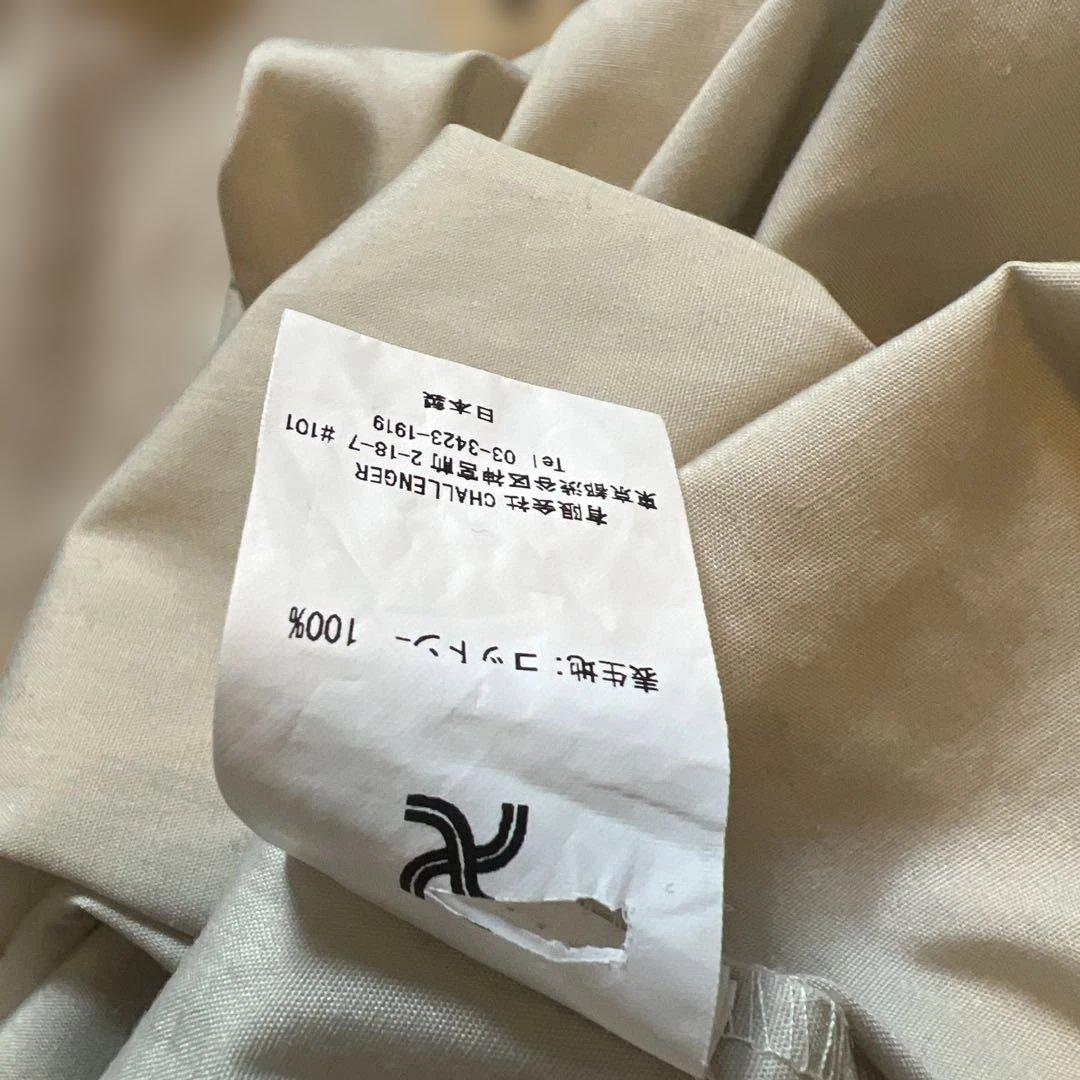 表生地: コットン- 100%
有限会社 CHALLENGER
東京都渋谷区神宮前 2-18-7 #101
Tel 03-3423-1919
日本製